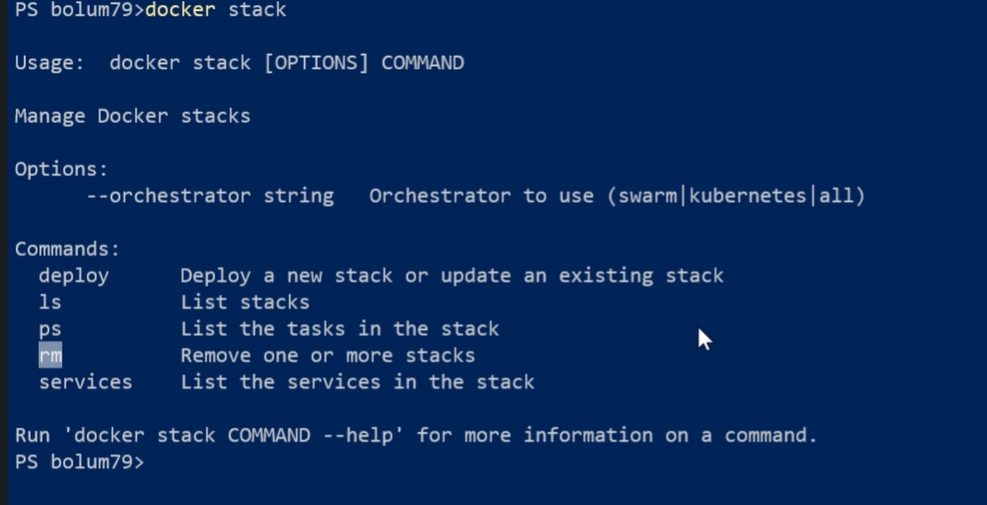 PS bolum79>docker stack
Usage:  docker stack [OPTIONS] COMMAND
Manage Docker stacks
Options:
      --orchestrator string   Orchestrator to use (swarm|kubernetes|all)
Commands:
  deploy      Deploy a new stack or update an existing stack
  ls          List stacks
  ps          List the tasks in the stack
  rm          Remove one or more stacks
  services    List the services in the stack
Run 'docker stack COMMAND --help' for more information on a command.
PS bolum79>